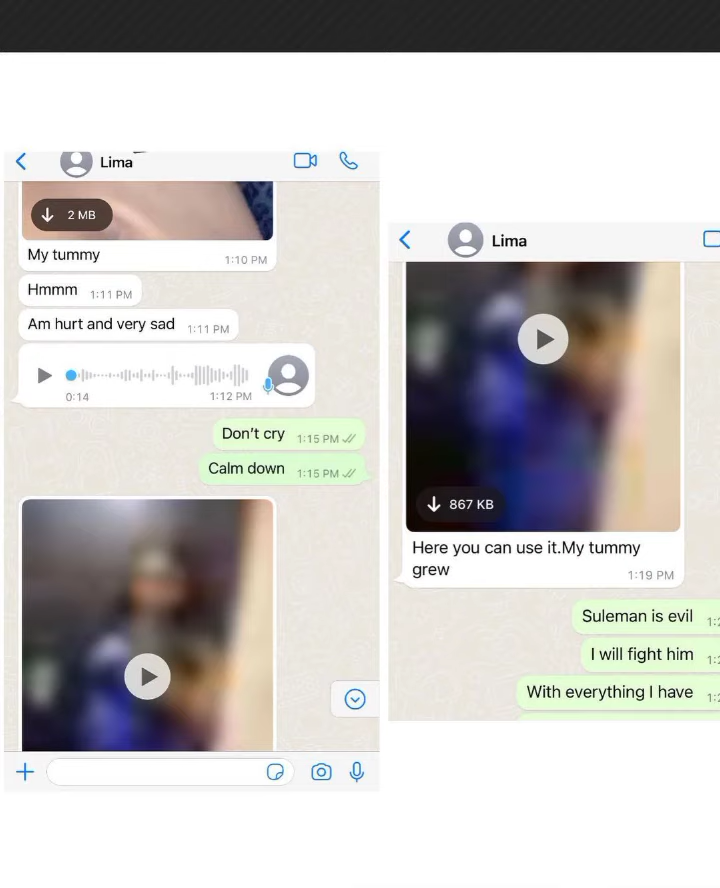 Lima
2 MB
My tummy
1:10 PM
Hmmm 1:11 PM
Am hurt and very sad 1:11 PM
0:14 1:12 PM
Don't cry 1:15 PM
Calm down 1:15 PM
Lima
867 KB
Here you can use it.My tummy
grew 1:19 PM
Suleman is evil
I will fight him
With everything I have